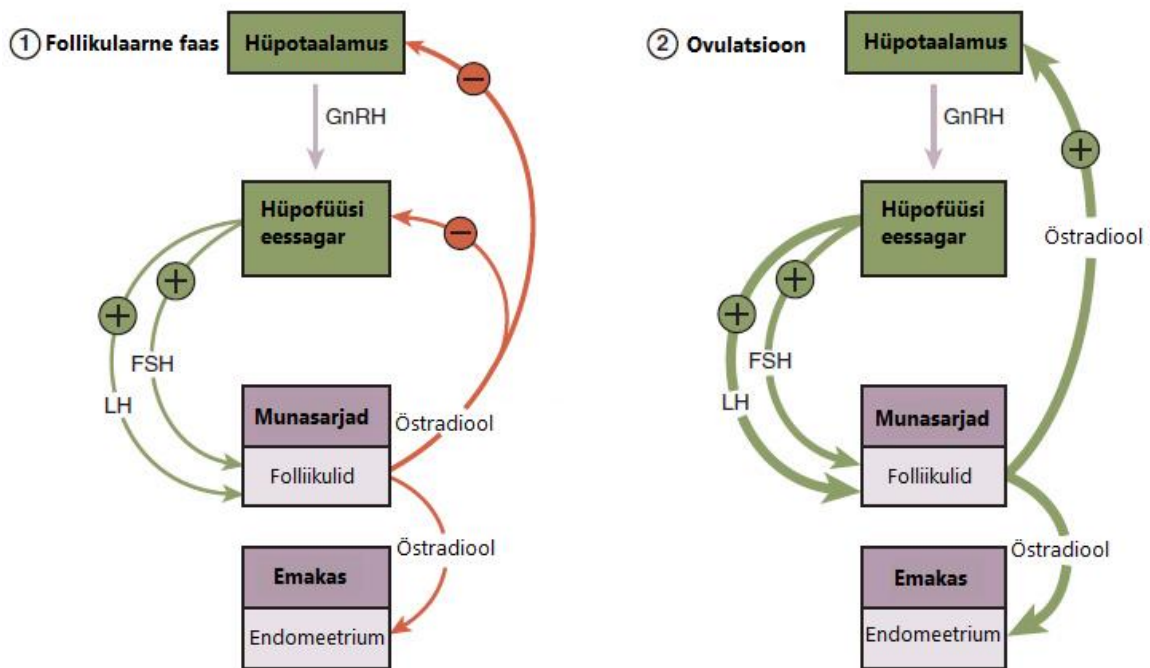 1 Follikulaarne faas
Hüpotaalamus
GnRH
Hüpofüüsi
eessagar
FSH
LH
Munasarjad
Östradiool
Folliikulid
Östradiool
Emakas
Endomeetrium
2 Ovulatsioon
Hüpotaalamus
GnRH
Hüpofüüsi
eessagar
Östradiool
FSH
LH
Munasarjad
Folliikulid
Östradiool
Emakas
Endomeetrium